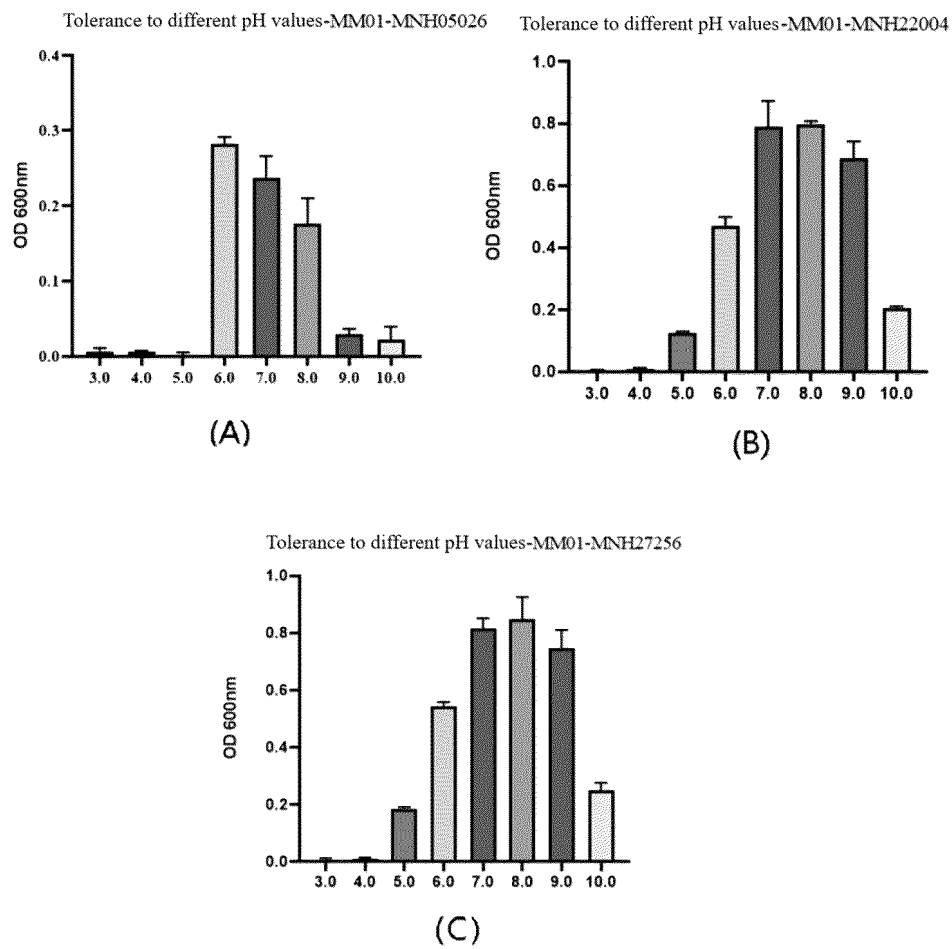 Tolerance to different pH values-MM01-MNH05026
0.4
0.3
0.2
0.1
0.0
OD 600nm
3.0 4.0 5.0 6.0 7.0 8.0 9.0 10.0
(A)
Tolerance to different pH values-MM01-MNH22004
1.0
0.8
0.6
0.4
0.2
0.0
OD 600nm
3.0 4.0 5.0 6.0 7.0 8.0 9.0 10.0
(B)
Tolerance to different pH values-MM01-MNH27256
1.0
0.8
0.6
0.4
0.2
0.0
OD 600nm
3.0 4.0 5.0 6.0 7.0 8.0 9.0 10.0
(C)